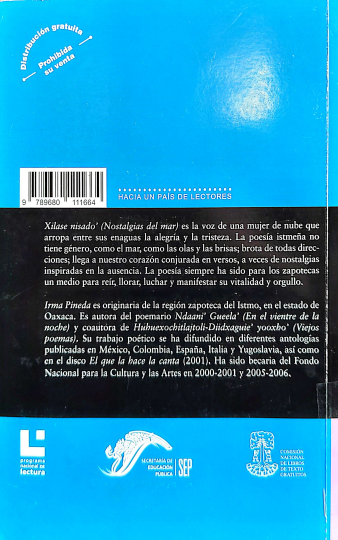 Distribución gratuita
Prohibida
su venta
9 789680 111664
HACIA UN PAÍS DE LECTORES
Xilase nisado' (Nostalgias del mar) es la voz de una mujer de nube que
arropa entre sus enaguas la alegría y la tristeza. La poesía istmeña no
tiene género, como el mar, como las olas y las brisas; brota de todas direc-
ciones; llega a nuestro corazón conjurada en versos, a veces de nostalgias
inspiradas en la ausencia. La poesía siempre ha sido para los zapotecas
un medio para reír, llorar, luchar y manifestar su vitalidad y orgullo.
Irma Pineda es originaria de la región zapoteca del Istmo, en el estado de
Oaxaca. Es autora del poemario Ndaani' Gueela' (En el vientre de la
noche) y coautora de Huhuexochitlajtoli-Diidxaguie' yooxho' (Viejos
poemas). Su trabajo poético se ha difundido en diferentes antologías
publicadas en México, Colombia, España, Italia y Yugoslavia, así como
en el disco El que la hace la canta (2001). Ha sido becaria del Fondo
Nacional para la Cultura y las Artes en 2000-2001 y 2005-2006.
programa
nacional de
lectura
SECRETARÍA DE
EDUCACIÓN
PÚBLICA
SEP
COMISIÓN
NACIONAL
DE LIBROS
DE TEXTO
GRATUITOS